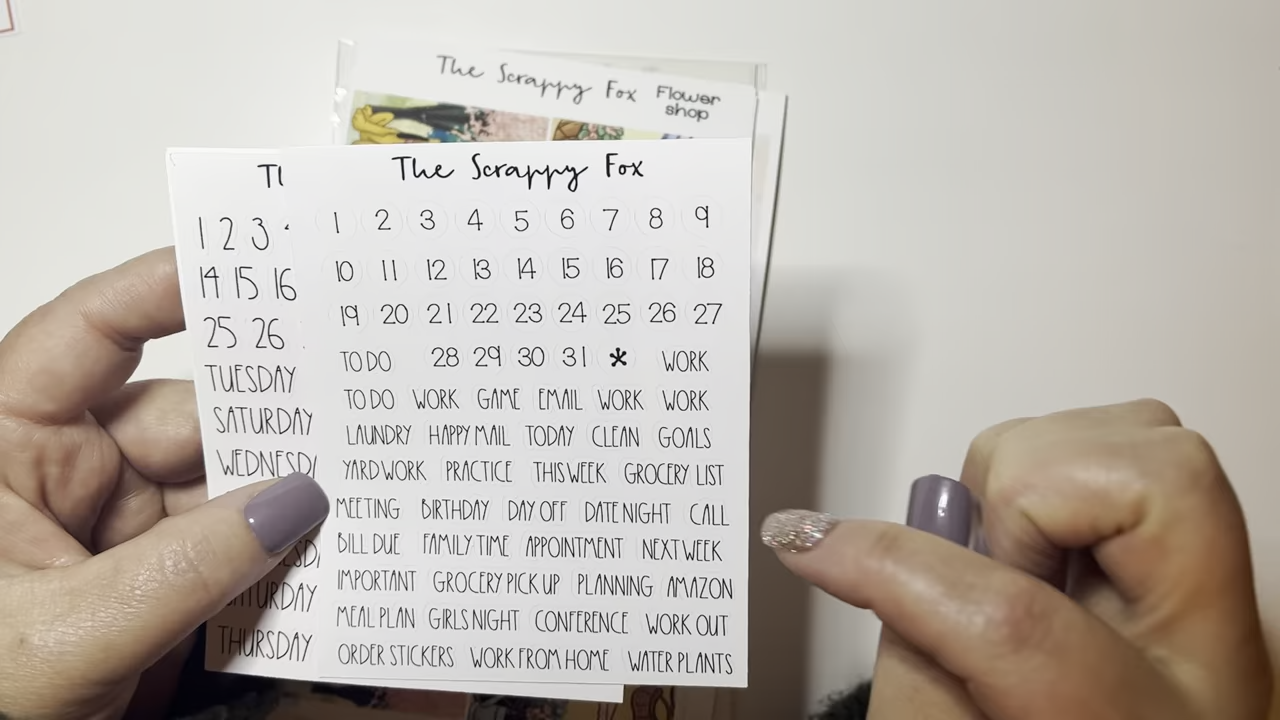 The Scrappy Fox
Flower shop
The Scrappy Fox
1 2 3 4 5 6 7 8 9
10 11 12 13 14 15 16 17 18
19 20 21 22 23 24 25 26 27
TO DO 28 29 30 31 * WORK
TO DO WORK GAME EMAIL WORK WORK
LAUNDRY HAPPY MAIL TODAY CLEAN GOALS
YARD WORK PRACTICE THIS WEEK GROCERY LIST
MEETING BIRTHDAY DAY OFF DATE NIGHT CALL
BILL DUE FAMILY TIME APPOINTMENT NEXT WEEK
IMPORTANT GROCERY PICK UP PLANNING AMAZON
MEAL PLAN GIRLS NIGHT CONFERENCE WORK OUT
ORDER STICKERS WORK FROM HOME WATER PLANTS
1 2 3
14 15 16
25 26
TUESDAY
SATURDAY
WEDNESD
SATURDAY
THURSDAY